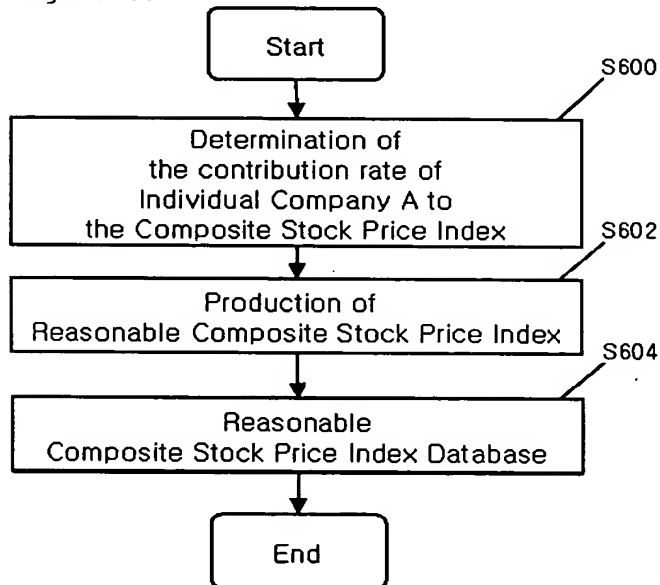 Start
S600
Determination of
the contribution rate of
Individual Company A to
the Composite Stock Price Index
S602
Production of
Reasonable Composite Stock Price Index
S604
Reasonable
Composite Stock Price Index Database
End